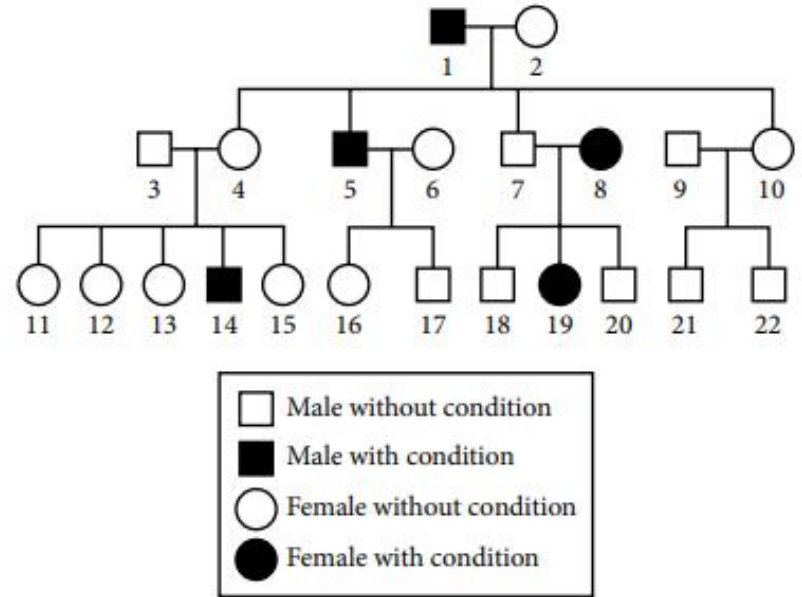 1 2
3 4 5 6 7 8 9 10
11 12 13 14 15 16 17 18 19 20 21 22
Male without condition
Male with condition
Female without condition
Female with condition